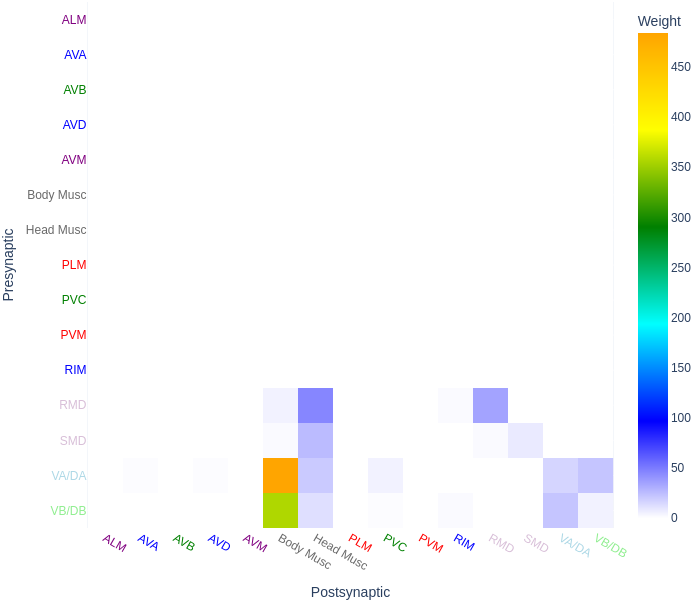 Weight
ALM
AVA
AVB
AVD
AVM
Body Musc
Head Musc
PLM
PVC
PVM
RIM
RMD
SMD
VA/DA
VB/DB
Presynaptic
450
400
350
300
250
200
150
100
50
0
ALM
AVA
AVB
AVD
AVM
Body Musc
Head Musc
PLM
PVC
PVM
RIM
RMD
SMD
VA/DA
VB/DB
Postsynaptic